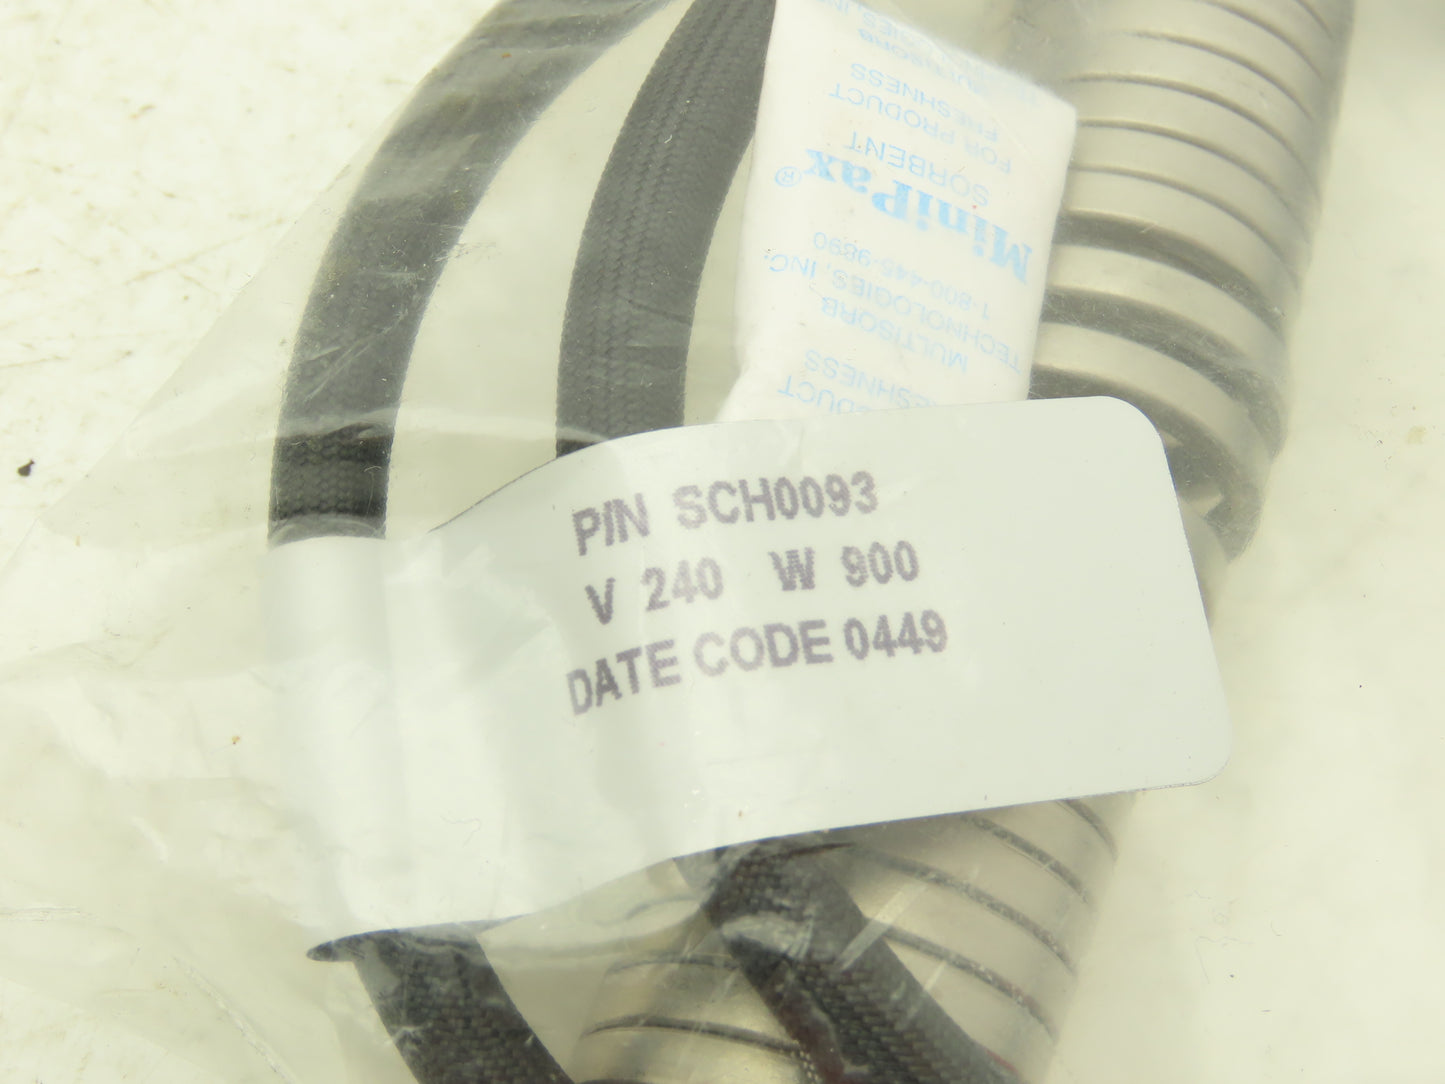 P/N SCH0093
V 240 W 900
DATE CODE 0449
FRESHNESS
FOR PRODUCT
SORBENT
MiniPax®
1-800-445-9890
TECHNOLOGIES, INC.
MULTISORB